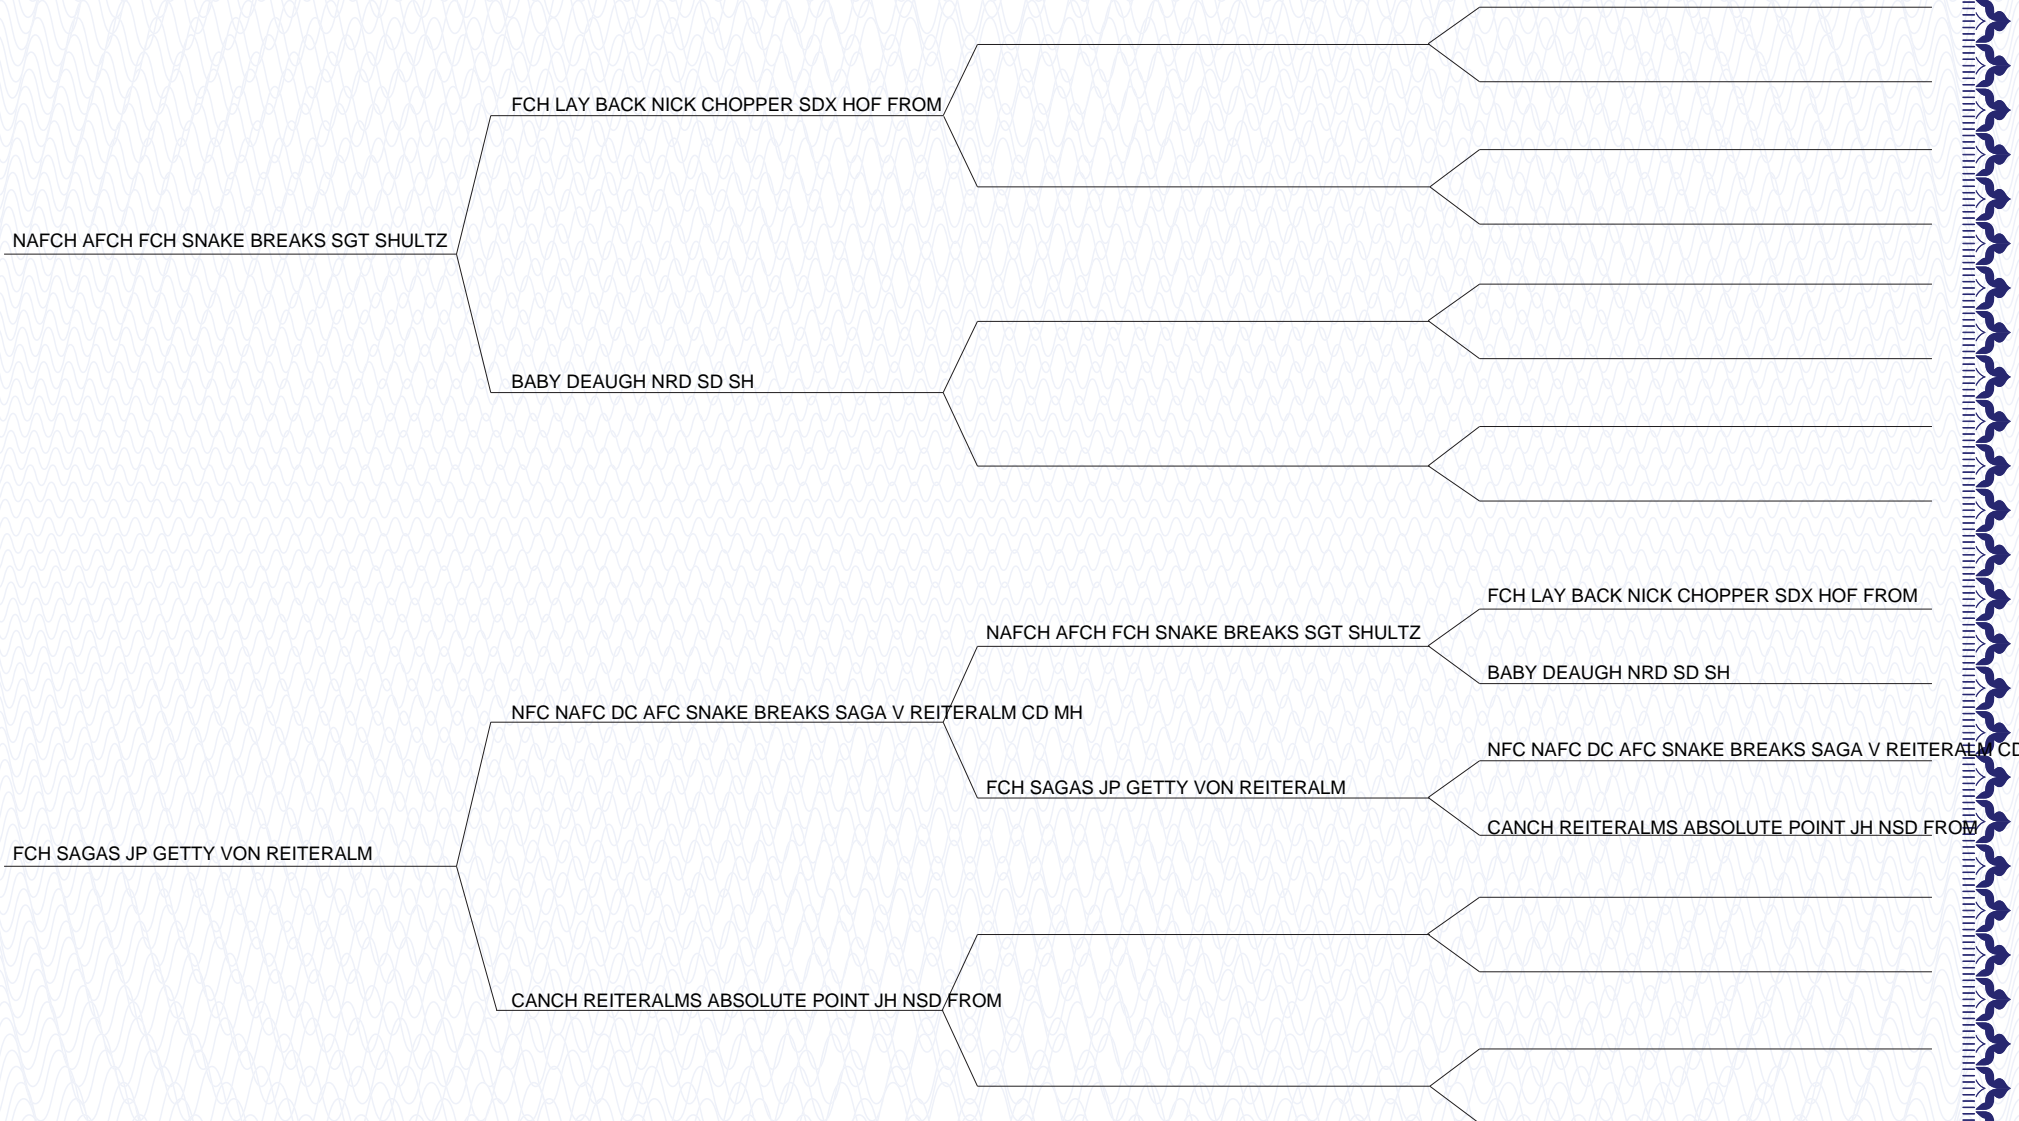 FCH LAY BACK NICK CHOPPER SDX HOF FROM
NAFCH AFCH FCH SNAKE BREAKS SGT SHULTZ
BABY DEAUGH NRD SD SH
FCH LAY BACK NICK CHOPPER SDX HOF FROM
NAFCH AFCH FCH SNAKE BREAKS SGT SHULTZ
BABY DEAUGH NRD SD SH
NFC NAFC DC AFC SNAKE BREAKS SAGA V REITERALM CD MH
NFC NAFC DC AFC SNAKE BREAKS SAGA V REITERALM CD
FCH SAGAS JP GETTY VON REITERALM
CANCH REITERALMS ABSOLUTE POINT JH NSD FROM
FCH SAGAS JP GETTY VON REITERALM
CANCH REITERALMS ABSOLUTE POINT JH NSD FROM